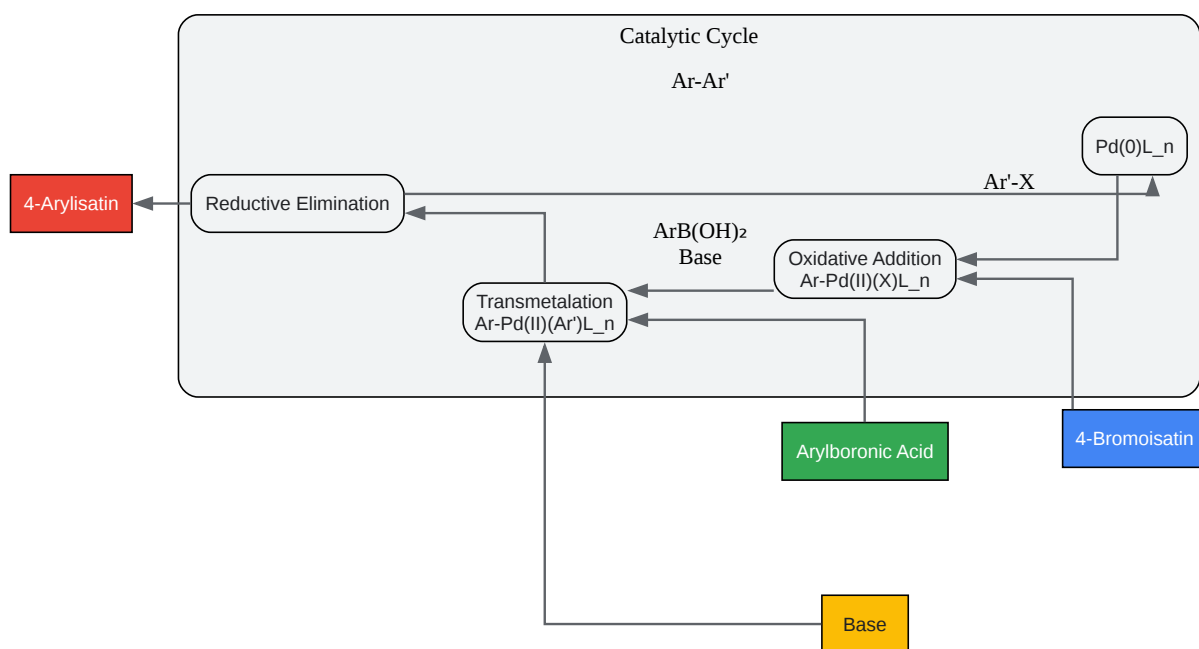 Catalytic Cycle
Ar-Ar'
Pd(0)L_n
Ar'-X
4-Arylisatin
Reductive Elimination
ArB(OH)₂
Base
Oxidative Addition
Ar-Pd(II)(X)L_n
Transmetalation
Ar-Pd(II)(Ar')L_n
Arylboronic Acid
4-Bromoisatin
Base